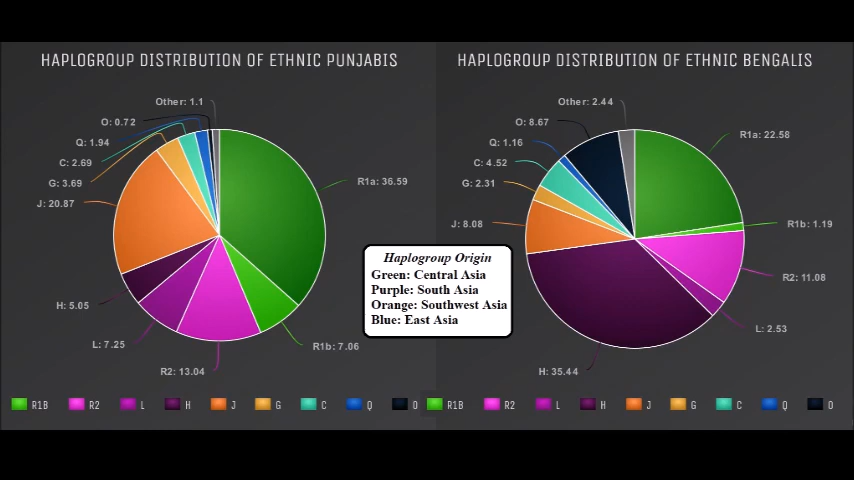 HAPLOGROUP DISTRIBUTION OF ETHNIC PUNJABIS
Other: 1.1
O: 0.72
Q: 1.94
C: 2.69
G: 3.69
J: 20.87
H: 5.05
L: 7.25
R2: 13.04
R1b: 7.06
R1a: 36.59
R1B R2 L H J G C Q O
Haplogroup Origin
Green: Central Asia
Purple: South Asia
Orange: Southwest Asia
Blue: East Asia
HAPLOGROUP DISTRIBUTION OF ETHNIC BENGALIS
Other: 2.44
O: 8.67
Q: 1.16
C: 4.52
G: 2.31
J: 8.08
H: 35.44
L: 2.53
R2: 11.08
R1b: 1.19
R1a: 22.58
R1B R2 L H J G C Q O